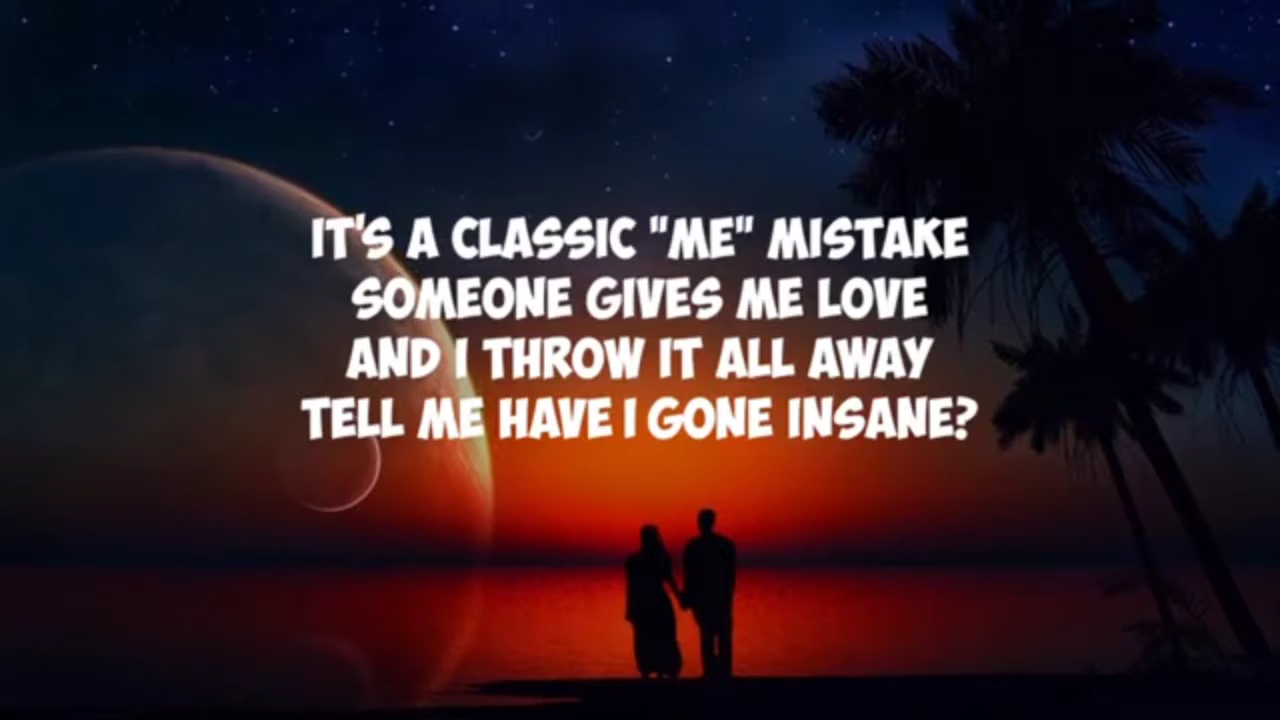 IT'S A CLASSIC "ME" MISTAKE
SOMEONE GIVES ME LOVE
AND I THROW IT ALL AWAY
TELL ME HAVE I GONE INSANE?